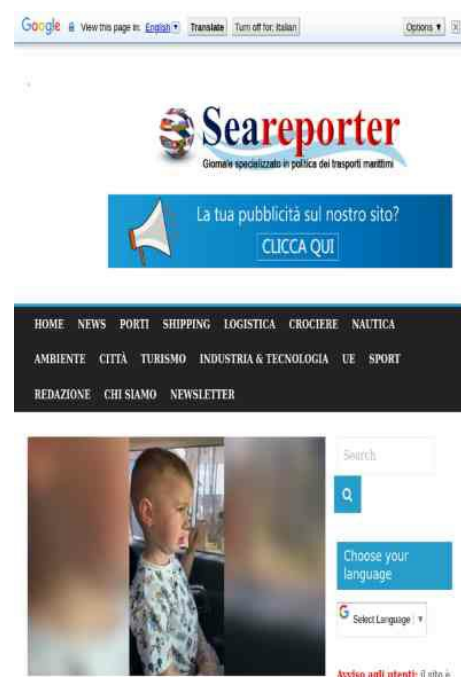 Google View this page in: English Translate Turn off for: Italian Options
Seareporter
Giornale specializzato in politica dei trasporti marittimi
La tua pubblicità sul nostro sito?
CLICCA QUI
HOME NEWS PORTI SHIPPING LOGISTICA CROCIERE NAUTICA
AMBIENTE CITTÀ TURISMO INDUSTRIA & TECNOLOGIA UE SPORT
REDAZIONE CHI SIAMO NEWSLETTER
Search
Choose your
language
G Select Language
Avviso agli utenti: il sito è